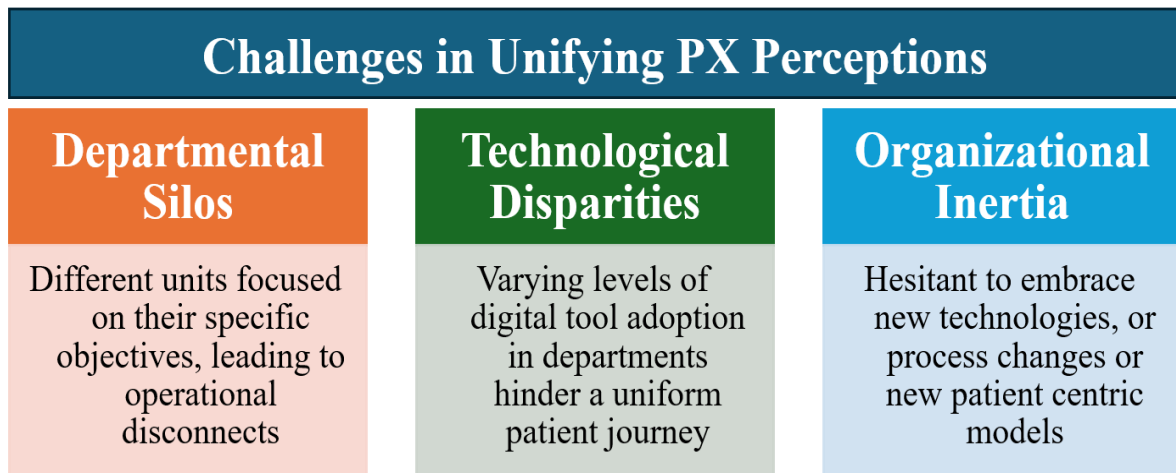 Challenges in Unifying PX Perceptions
Departmental
Silos
Different units focused
on their specific
objectives, leading to
operational
disconnects
Technological
Disparities
Varying levels of
digital tool adoption
in departments
hinder a uniform
patient journey
Organizational
Inertia
Hesitant to embrace
new technologies, or
process changes or
new patient centric
models